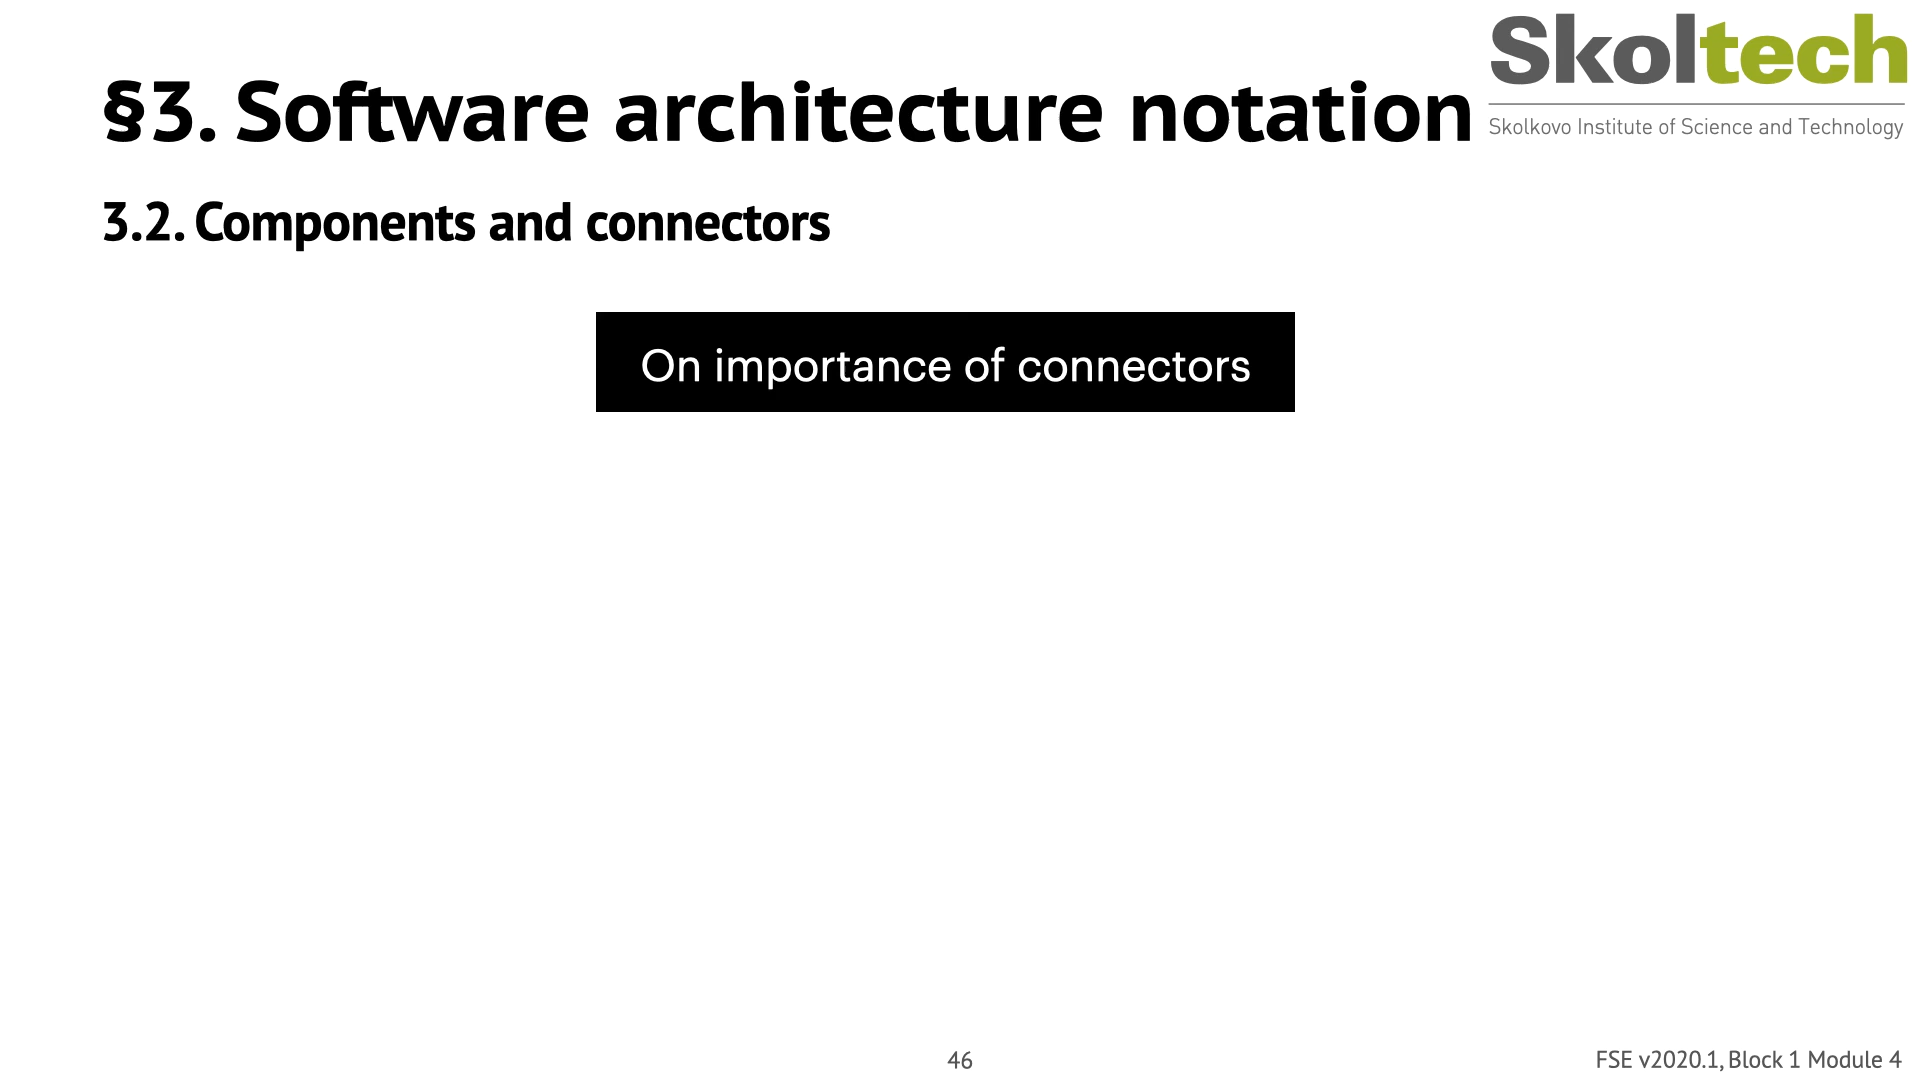 Skoltech
Skolkovo Institute of Science and Technology
§3. Software architecture notation
3.2. Components and connectors
On importance of connectors
46
FSE v2020.1, Block 1 Module 4